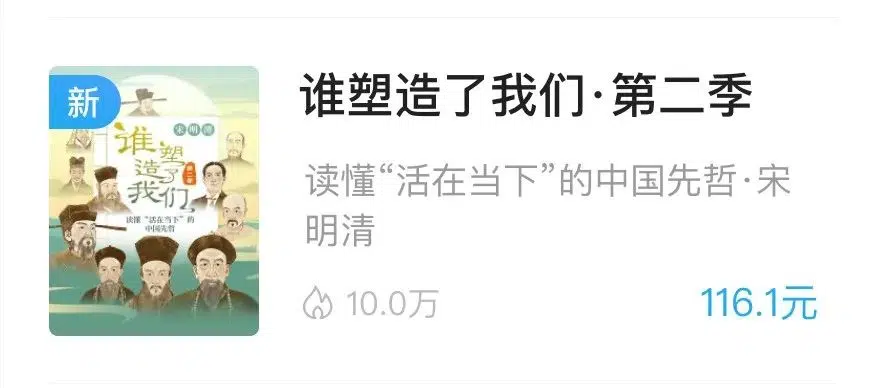 新
谁塑造了我们·第二季
读懂“活在当下”的中国先哲·宋
明清
10.0万
116.1元
宋明清
谁塑
造了
我们
第二季
读懂“活在当下”的
中国先哲